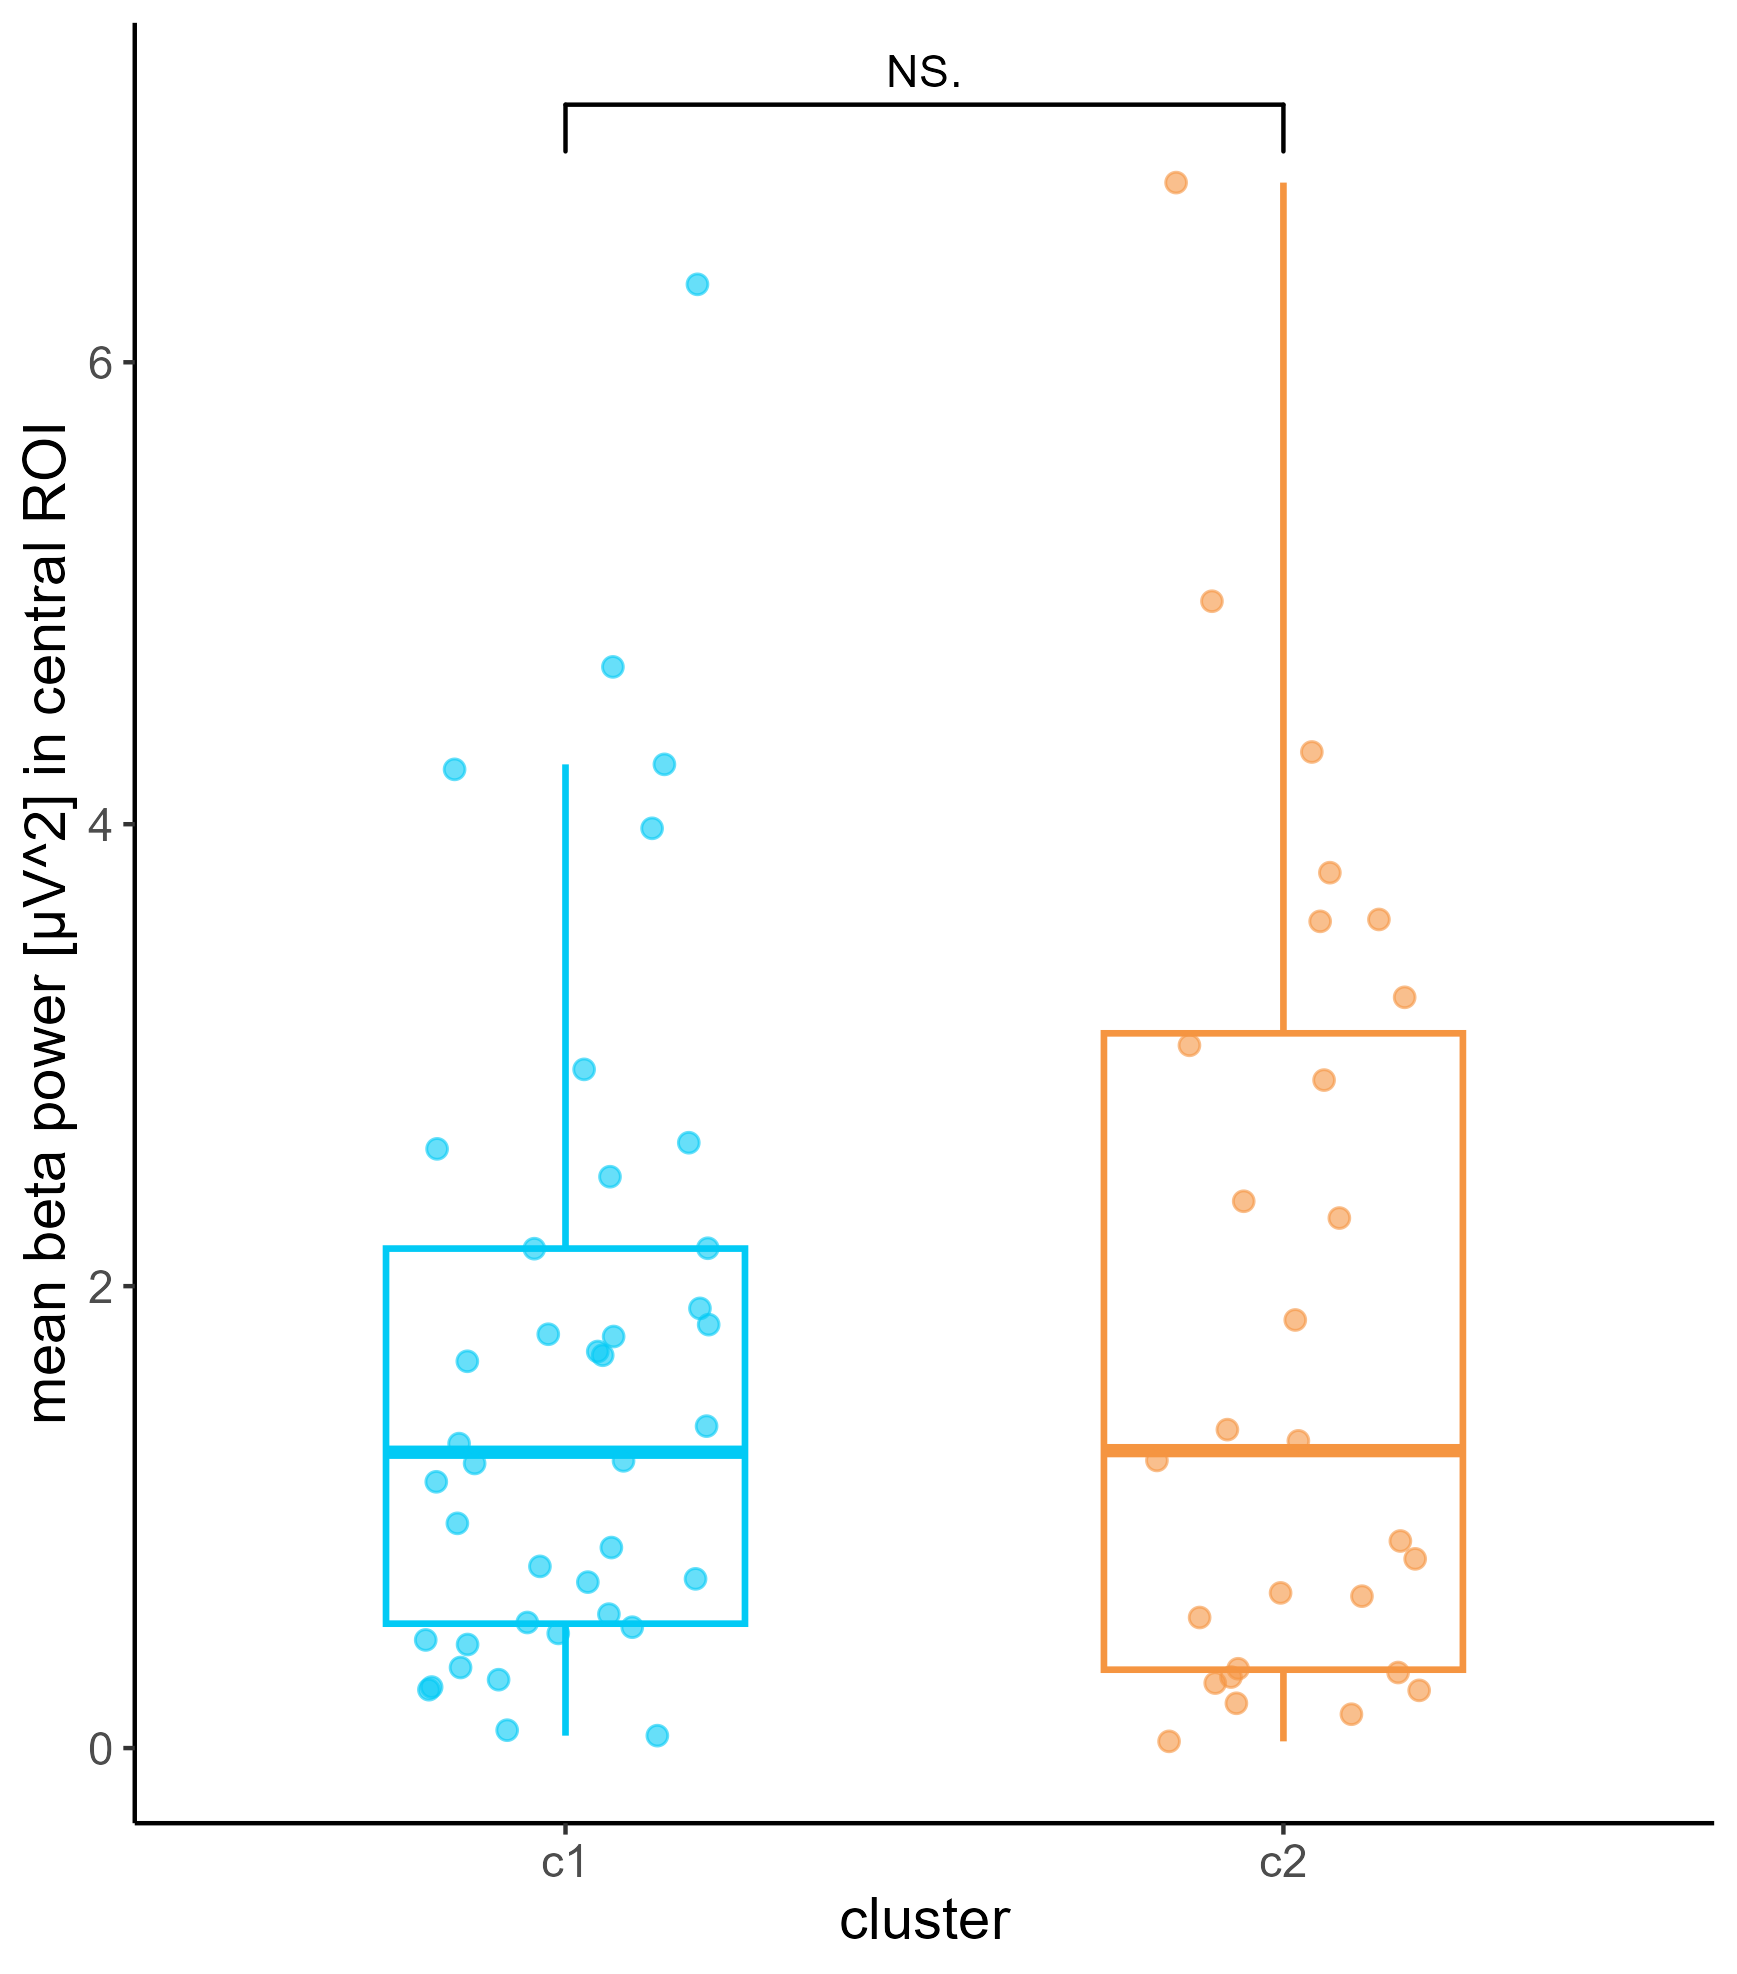 NS.
mean beta power [µV^2] in central ROI
6
4
2
0
c1
c2
cluster